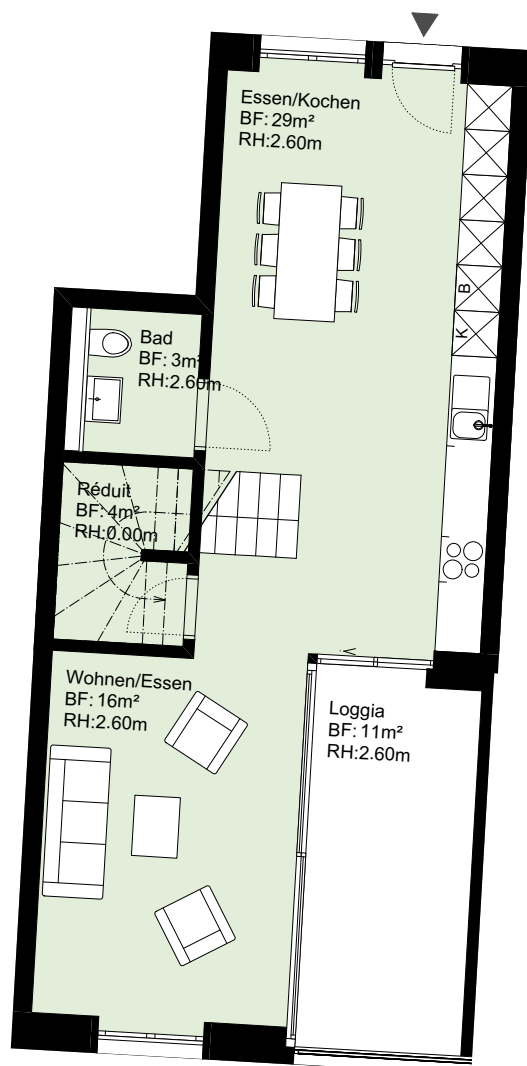 Essen/Kochen
BF: 29m²
RH:2.60m
B
K
Bad
BF: 3m²
RH:2.60m
Réduit
BF: 4m²
RH:0.00m
Wohnen/Essen
BF: 16m²
RH:2.60m
Loggia
BF: 11m²
RH:2.60m